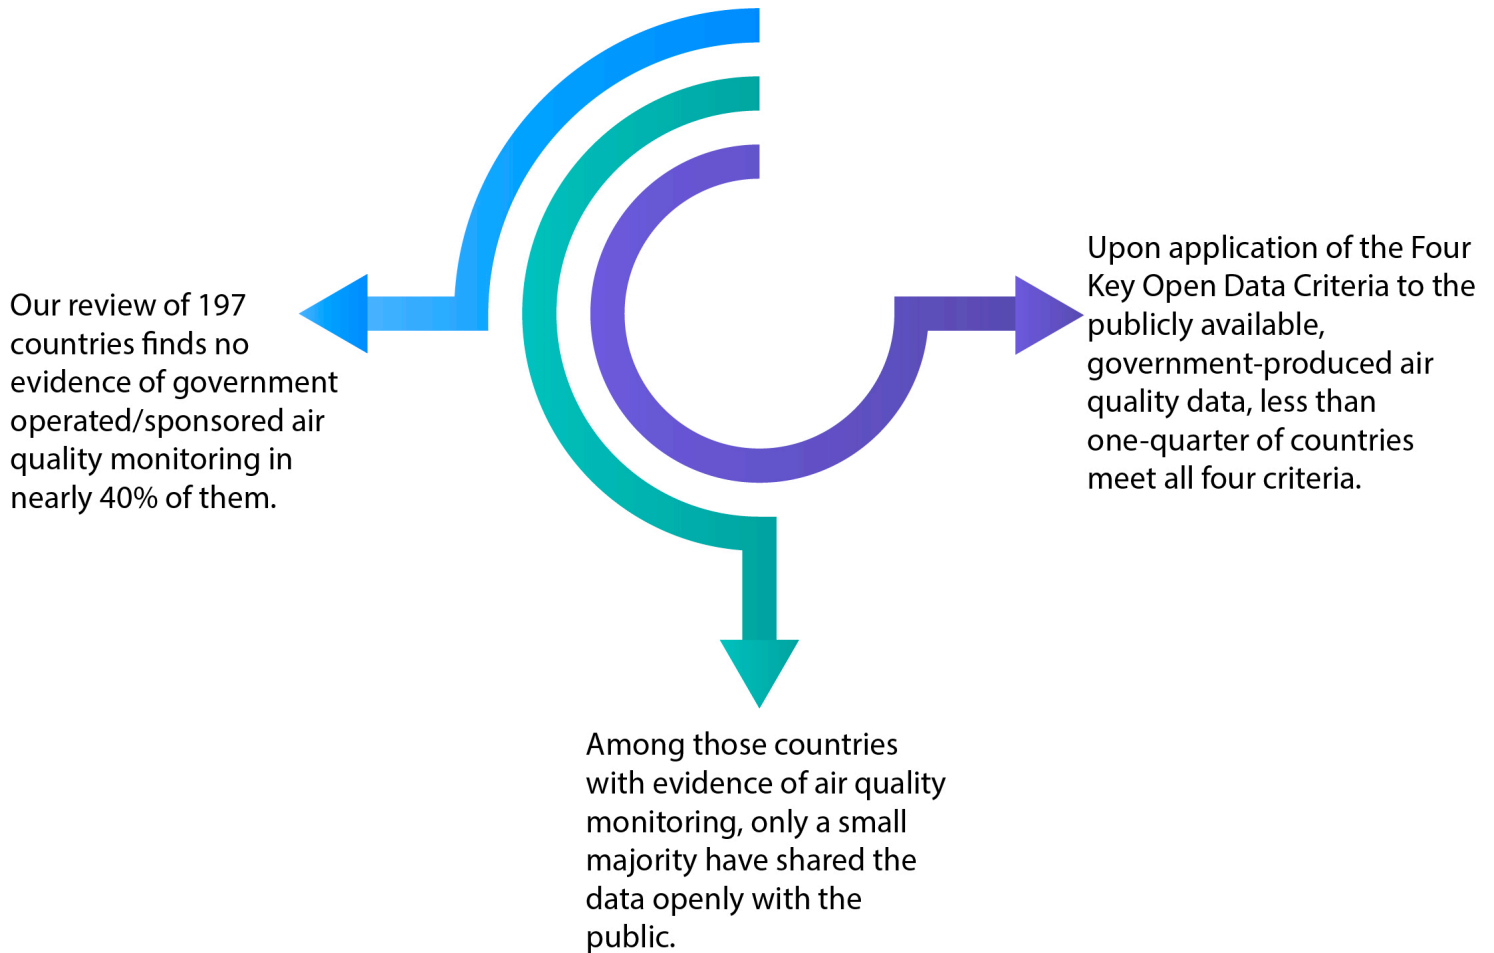 Our review of 197
countries finds no
evidence of government
operated/sponsored air
quality monitoring in
nearly 40% of them.
Among those countries
with evidence of air quality
monitoring, only a small
majority have shared the
data openly with the
public.
Upon application of the Four
Key Open Data Criteria to the
publicly available,
government-produced air
quality data, less than
one-quarter of countries
meet all four criteria.